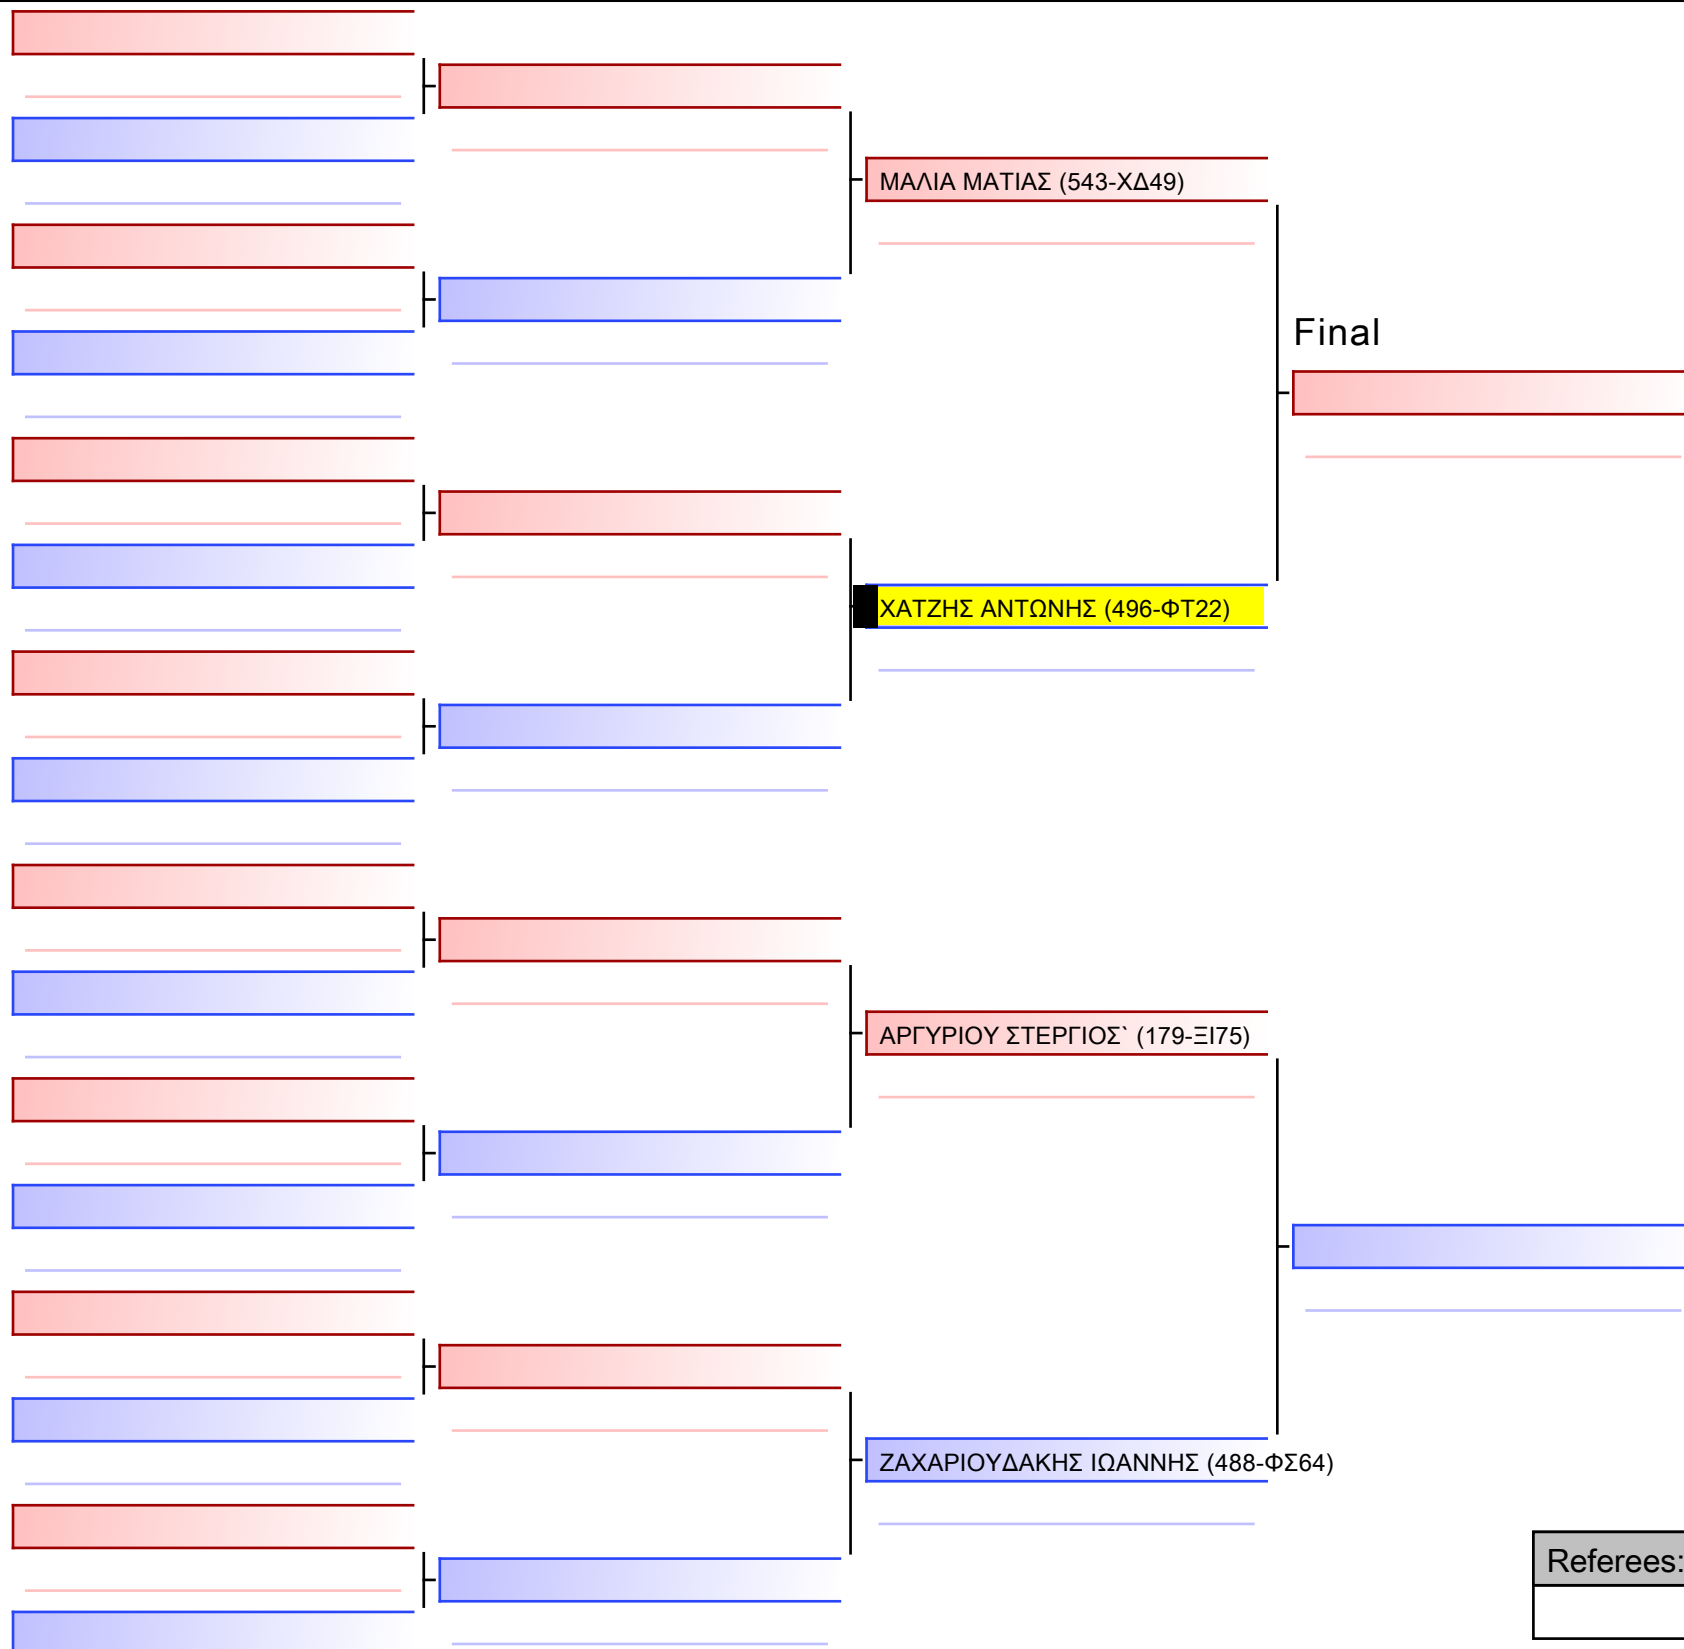 ΜΑΛΙΑ ΜΑΤΙΑΣ (543-ΧΔ49)
Final
ΧΑΤΖΗΣ ΑΝΤΩΝΗΣ (496-ΦΤ22)
ΑΡΓΥΡΙΟΥ ΣΤΕΡΓΙΟΣ` (179-ΞΙ75)
ΖΑΧΑΡΙΟΥΔΑΚΗΣ ΙΩΑΝΝΗΣ (488-ΦΣ64)
Referees: